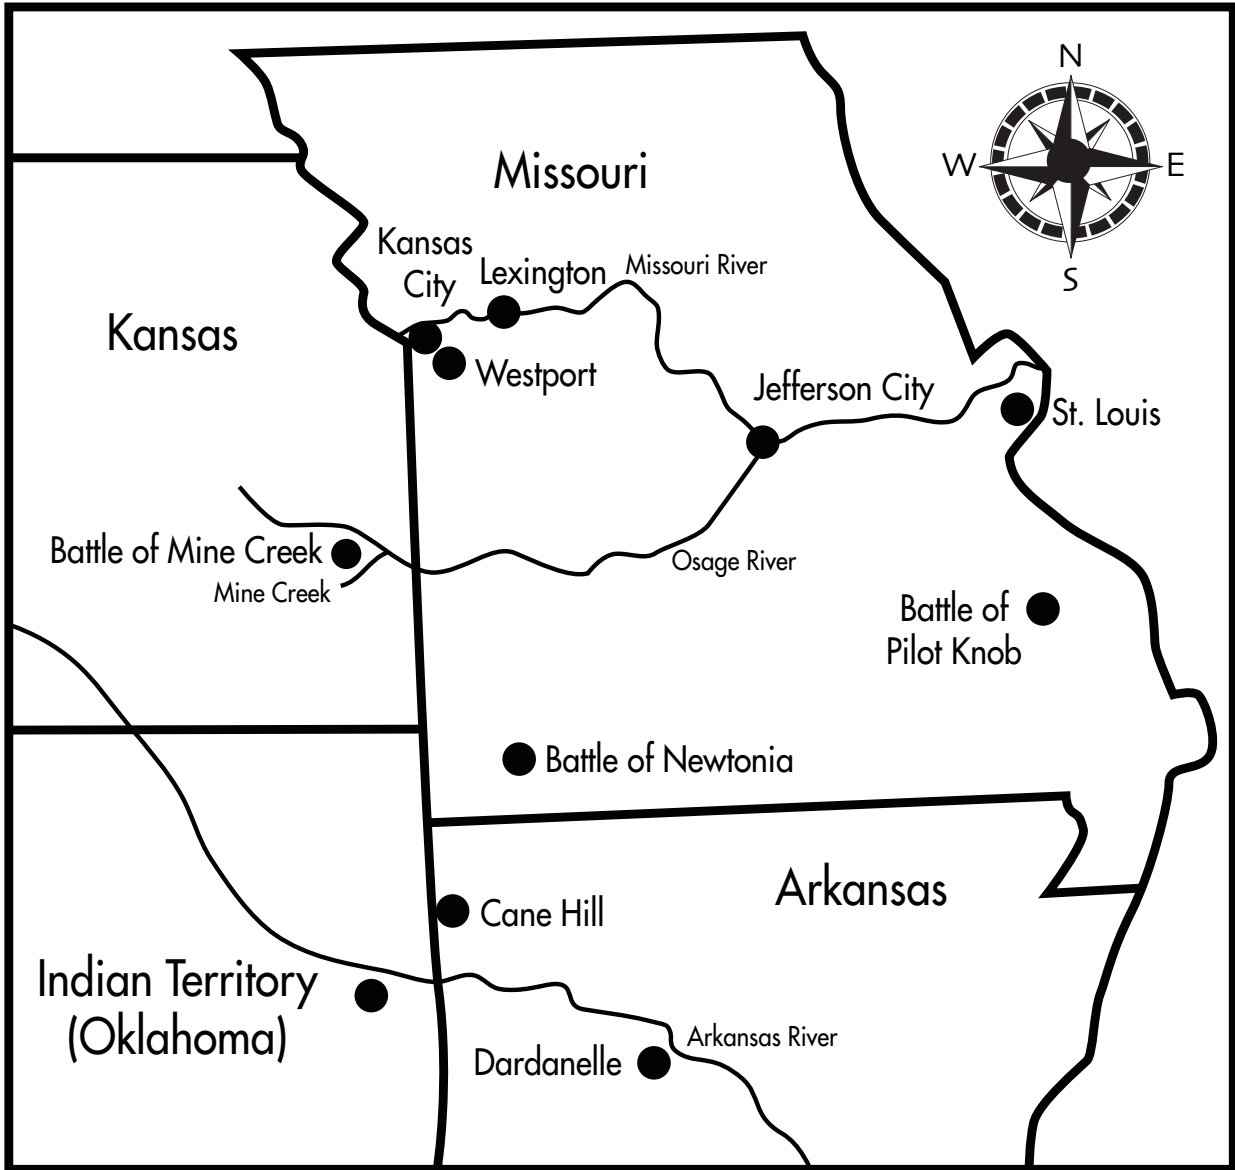 N
Missouri
W
E
Kansas
City
Lexington
Missouri River
S
Kansas
Westport
Jefferson City
St. Louis
Battle of Mine Creek
Mine Creek
Osage River
Battle of
Pilot Knob
Battle of Newtonia
Arkansas
Cane Hill
Indian Territory
(Oklahoma)
Arkansas River
Dardanelle